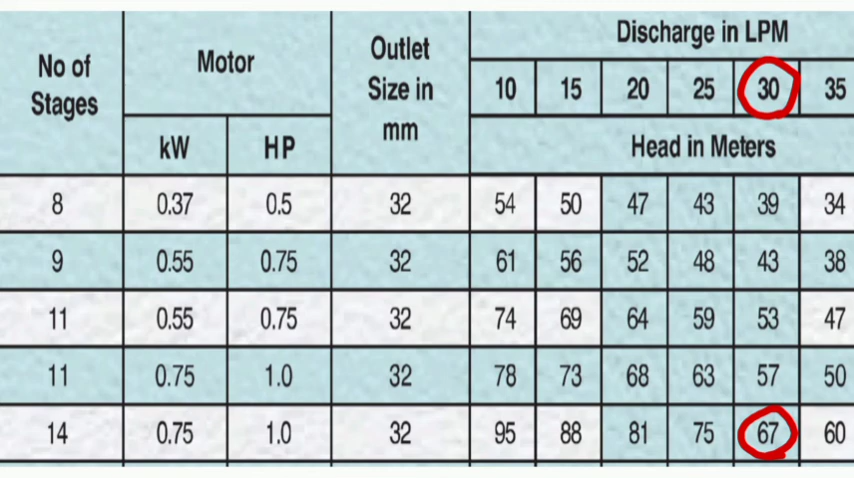 No of Stages Motor Outlet Size in mm Discharge in LPM
10 15 20 25 30 35
kW HP Head in Meters
8 0.37 0.5 32 54 50 47 43 39 34
9 0.55 0.75 32 61 56 52 48 43 38
11 0.55 0.75 32 74 69 64 59 53 47
11 0.75 1.0 32 78 73 68 63 57 50
14 0.75 1.0 32 95 88 81 75 67 60